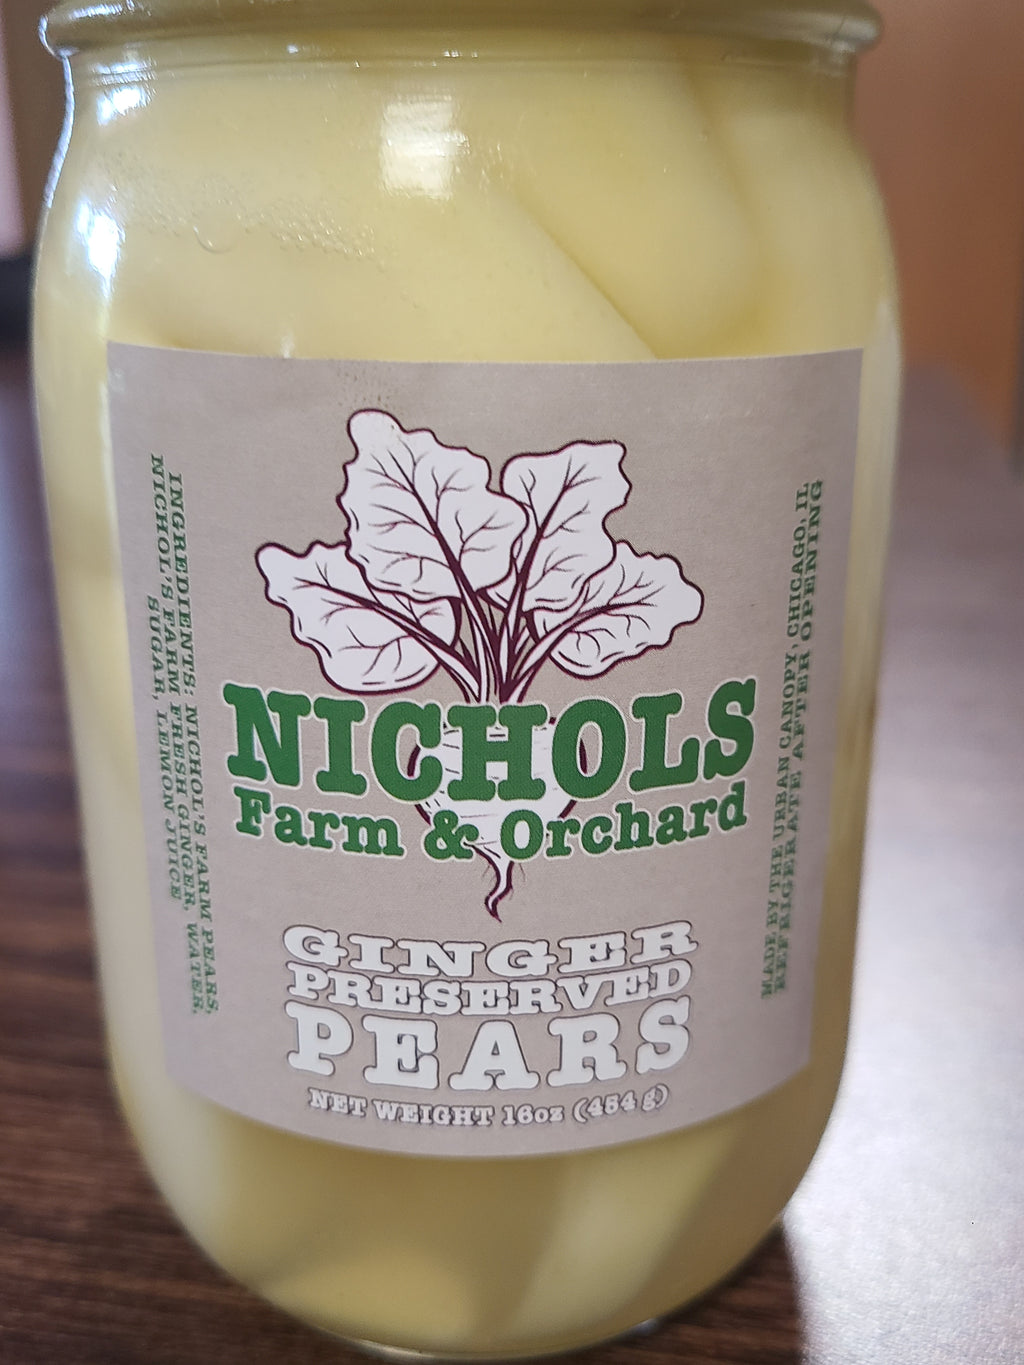 INGREDIENTS: NICHOL'S FARM PEARS,
NICHOL'S FARM FRESH GINGER, WATER,
SUGAR, LEMON JUICE
NICHOLS
Farm & Orchard
GINGER
PRESERVED
PEARS
NET WEIGHT 16oz (454 g)
MADE BY THE URBAN CANOPY, CHICAGO, IL
REFRIGERATE AFTER OPENING